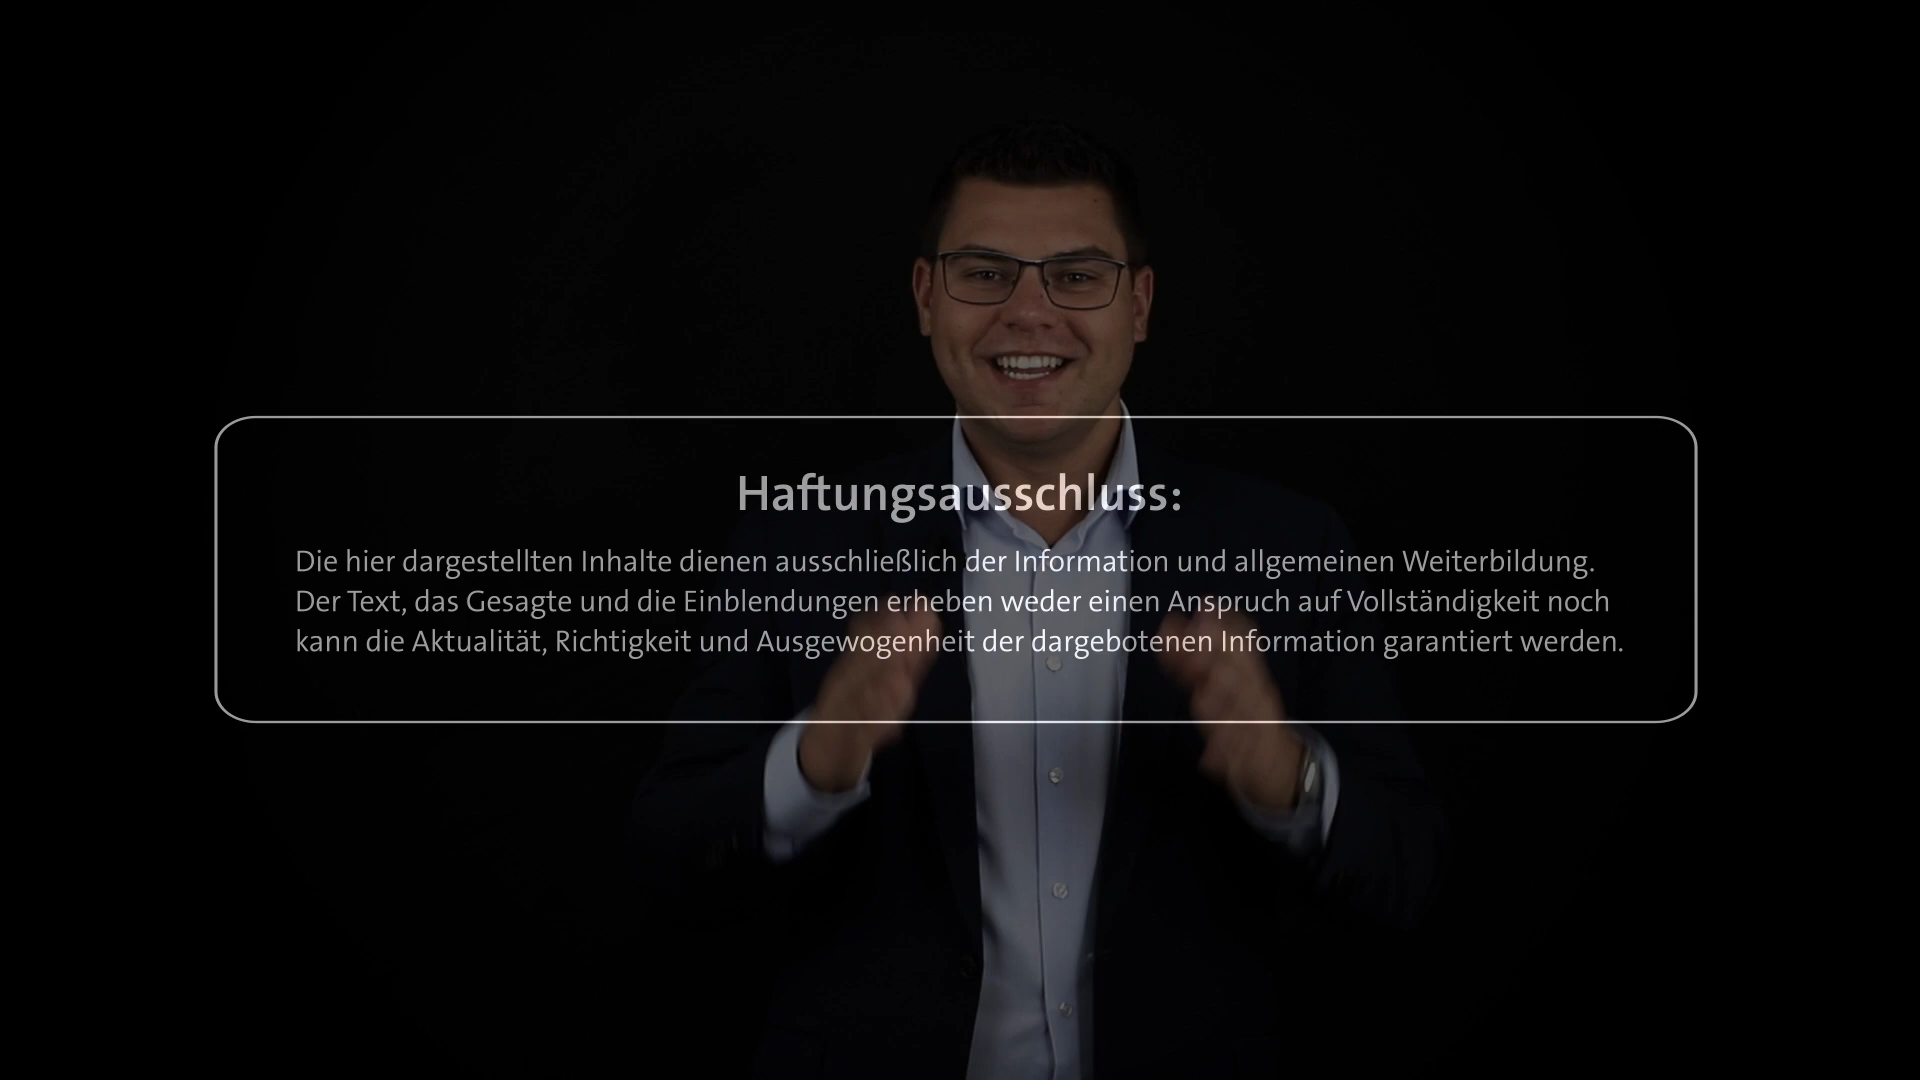 Haftungsausschluss:
Die hier dargestellten Inhalte dienen ausschließlich der Information und allgemeinen Weiterbildung.
Der Text, das Gesagte und die Einblendungen erheben weder einen Anspruch auf Vollständigkeit noch
kann die Aktualität, Richtigkeit und Ausgewogenheit der dargebotenen Information garantiert werden.